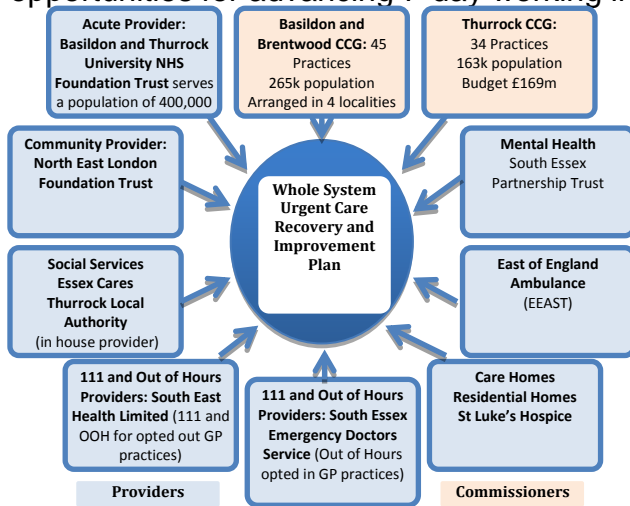 opportunities for advancing 7 day working i
Acute Provider:
Basildon and Thurrock
University NHS
Foundation Trust serves
a population of 400,000
Basildon and
Brentwood CCG: 45
Practices
265k population
Arranged in 4 localities
Thurrock CCG:
34 Practices
163k population
Budget £169m
Community Provider:
North East London
Foundation Trust
Whole System
Urgent Care
Recovery and
Improvement
Plan
Mental Health
South Essex
Partnership Trust
Social Services
Essex Cares
Thurrock Local
Authority
(in house provider)
East of England
Ambulance
(EEAST)
111 and Out of Hours
Providers: South East
Health Limited (111 and
OOH for opted out GP
practices)
111 and Out of Hours
Providers: South Essex
Emergency Doctors
Service (Out of Hours
opted in GP practices)
Care Homes
Residential Homes
St Luke's Hospice
Providers
Commissioners